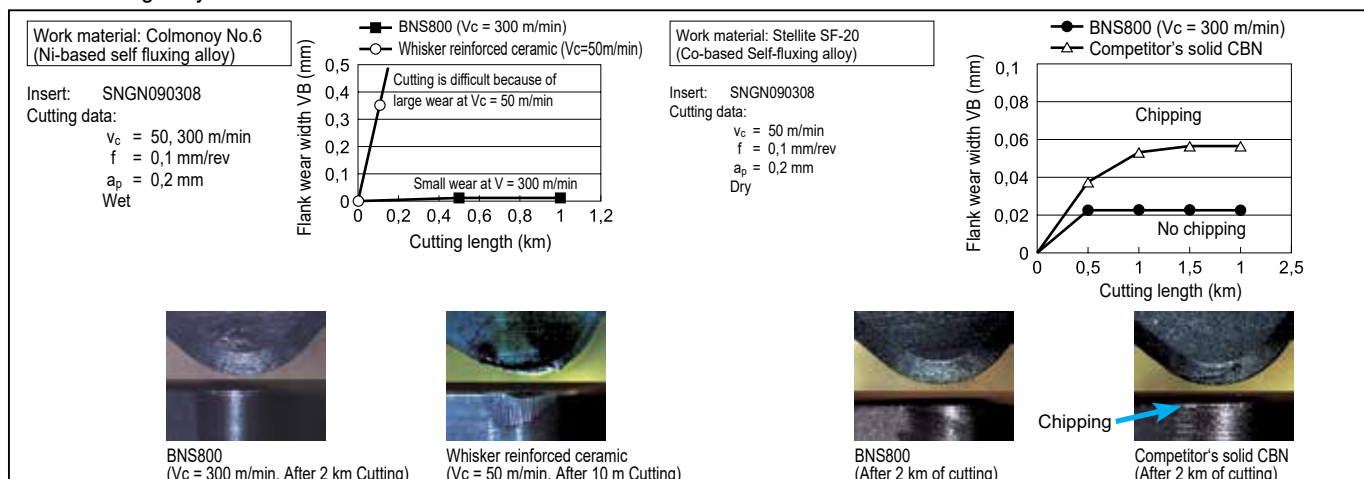 Work material: Colmonoy No.6
(Ni-based self fluxing alloy)
Insert: SNGN090308
Cutting data:
vc = 50, 300 m/min
f = 0,1 mm/rev
ap = 0,2 mm
Wet
BNS800 (Vc = 300 m/min)
Whisker reinforced ceramic (Vc=50m/min)
Flank wear width VB (mm)
0,5
0,4
0,3
0,2
0,1
0
Cutting is difficult because of
large wear at Vc = 50 m/min
Small wear at V = 300 m/min
0 0,2 0,4 0,6 0,8 1 1,2
Cutting length (km)
BNS800
(Vc = 300 m/min, After 2 km Cutting)
Whisker reinforced ceramic
(Vc = 50 m/min, After 10 m Cutting)
Work material: Stellite SF-20
(Co-based Self-fluxing alloy)
Insert: SNGN090308
Cutting data:
vc = 50 m/min
f = 0,1 mm/rev
ap = 0,2 mm
Dry
BNS800 (Vc = 300 m/min)
Competitor's solid CBN
Flank wear width VB (mm)
0,1
0,08
0,06
0,04
0,02
0
Chipping
No chipping
0 0,5 1 1,5 1 2,5
Cutting length (km)
Chipping
BNS800
(After 2 km of cutting)
Competitor's solid CBN
(After 2 km of cutting)